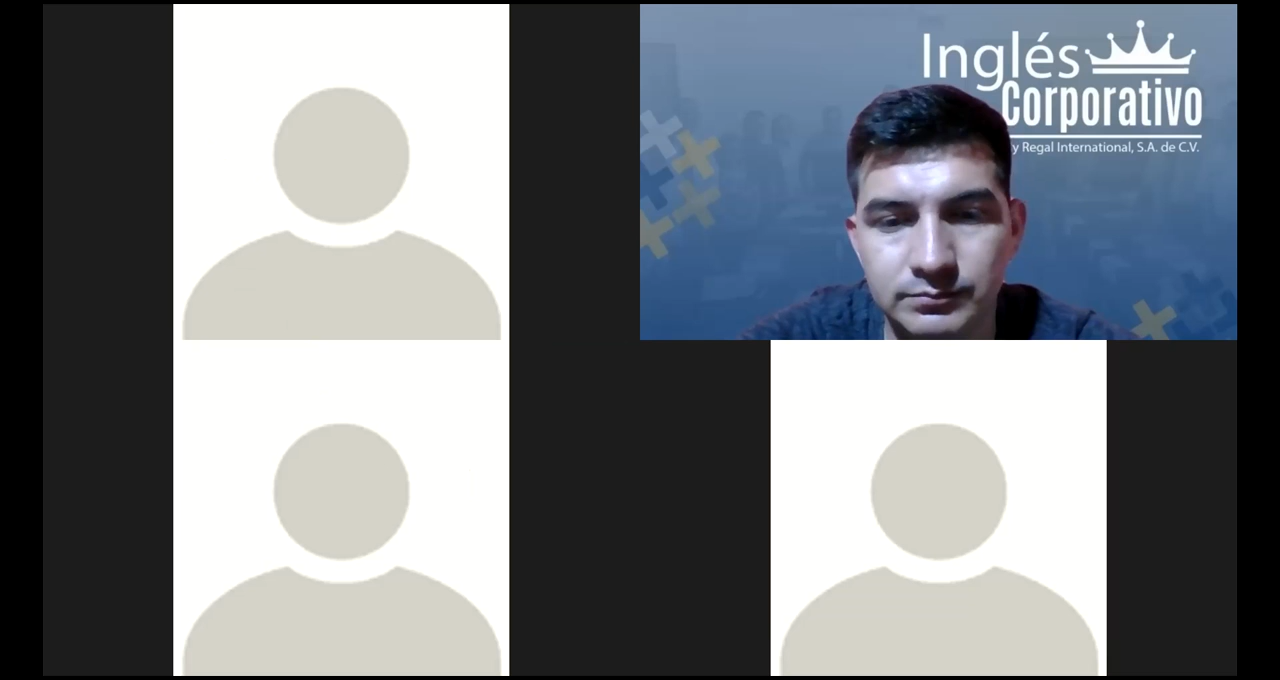 Inglés
Corporativo
y Regal International, S.A. de C.V.